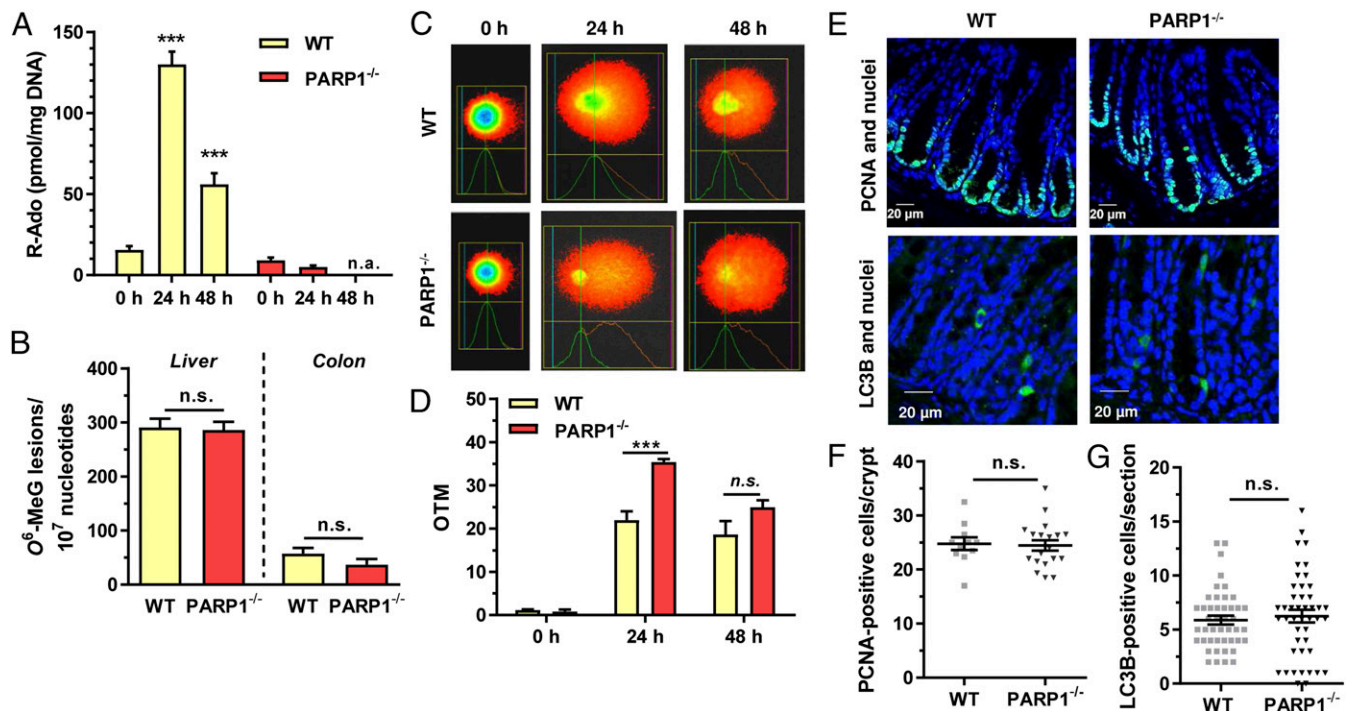 A
R-Ado (pmol/mg DNA)
150
100
50
0
***
***
WT
PARP1-/-
n.a.
0 h 24 h 48 h 0 h 24 h 48 h
B
O6-MeG lesions/
107 nucleotides
400
300
200
100
0
Liver Colon
n.s.
n.s.
WT PARP1-/- WT PARP1-/-
C
0 h 24 h 48 h
WT
PARP1-/-
D
OTM
50
40
30
20
10
0
WT
PARP1-/-
***
n.s.
0 h 24 h 48 h
E
WT PARP1-/-
PCNA and nuclei
20 µm 20 µm
LC3B and nuclei
20 µm 20 µm
F
PCNA-positive cells/crypt
40
30
20
10
0
n.s.
WT PARP1-/-
G
LC3B-positive cells/section
20
15
10
5
0
n.s.
WT PARP1-/-